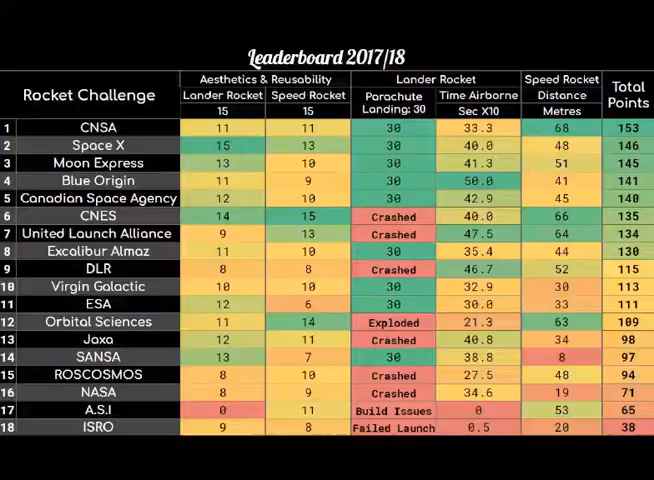 Leaderboard 2017/18
Rocket Challenge Aesthetics & Reusability Lander Rocket Speed Rocket Total Points
Lander Rocket Speed Rocket Parachute Landing: 30 Time Airborne Distance
15 15 Sec X10 Metres
1 CNSA 11 11 30 33.3 68 153
2 Space X 15 13 30 40.0 48 146
3 Moon Express 13 10 30 41.3 51 145
4 Blue Origin 11 9 30 50.0 41 141
5 Canadian Space Agency 12 10 30 42.9 45 140
6 CNES 14 15 Crashed 40.0 66 135
7 United Launch Alliance 9 13 Crashed 47.5 64 134
8 Excalibur Almaz 11 10 30 35.4 44 130
9 DLR 8 8 Crashed 46.7 52 115
10 Virgin Galactic 10 10 30 32.9 30 113
11 ESA 12 6 30 30.0 33 111
12 Orbital Sciences 11 14 Exploded 21.3 63 109
13 Jaxa 12 11 Crashed 40.8 34 98
14 SANSA 13 7 30 38.8 8 97
15 ROSCOSMOS 8 10 Crashed 27.5 48 94
16 NASA 8 9 Crashed 34.6 19 71
17 A.S.I 0 11 Build Issues 0 53 65
18 ISRO 9 8 Failed Launch 0.5 20 38